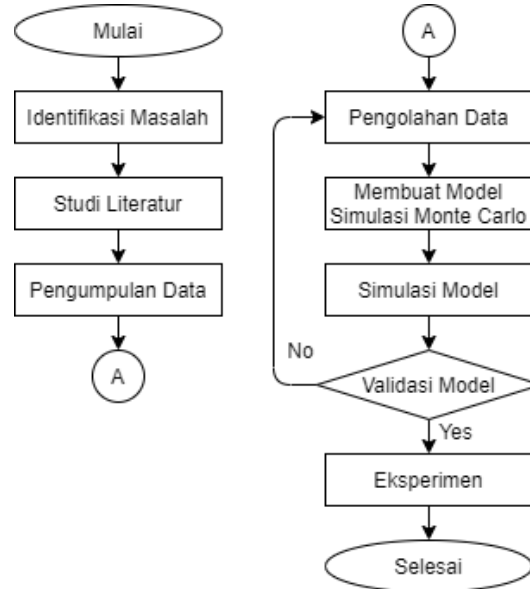 Mulai
Identifikasi Masalah
Studi Literatur
Pengumpulan Data
A
A
Pengolahan Data
Membuat Model
Simulasi Monte Carlo
Simulasi Model
No
Validasi Model
Yes
Eksperimen
Selesai